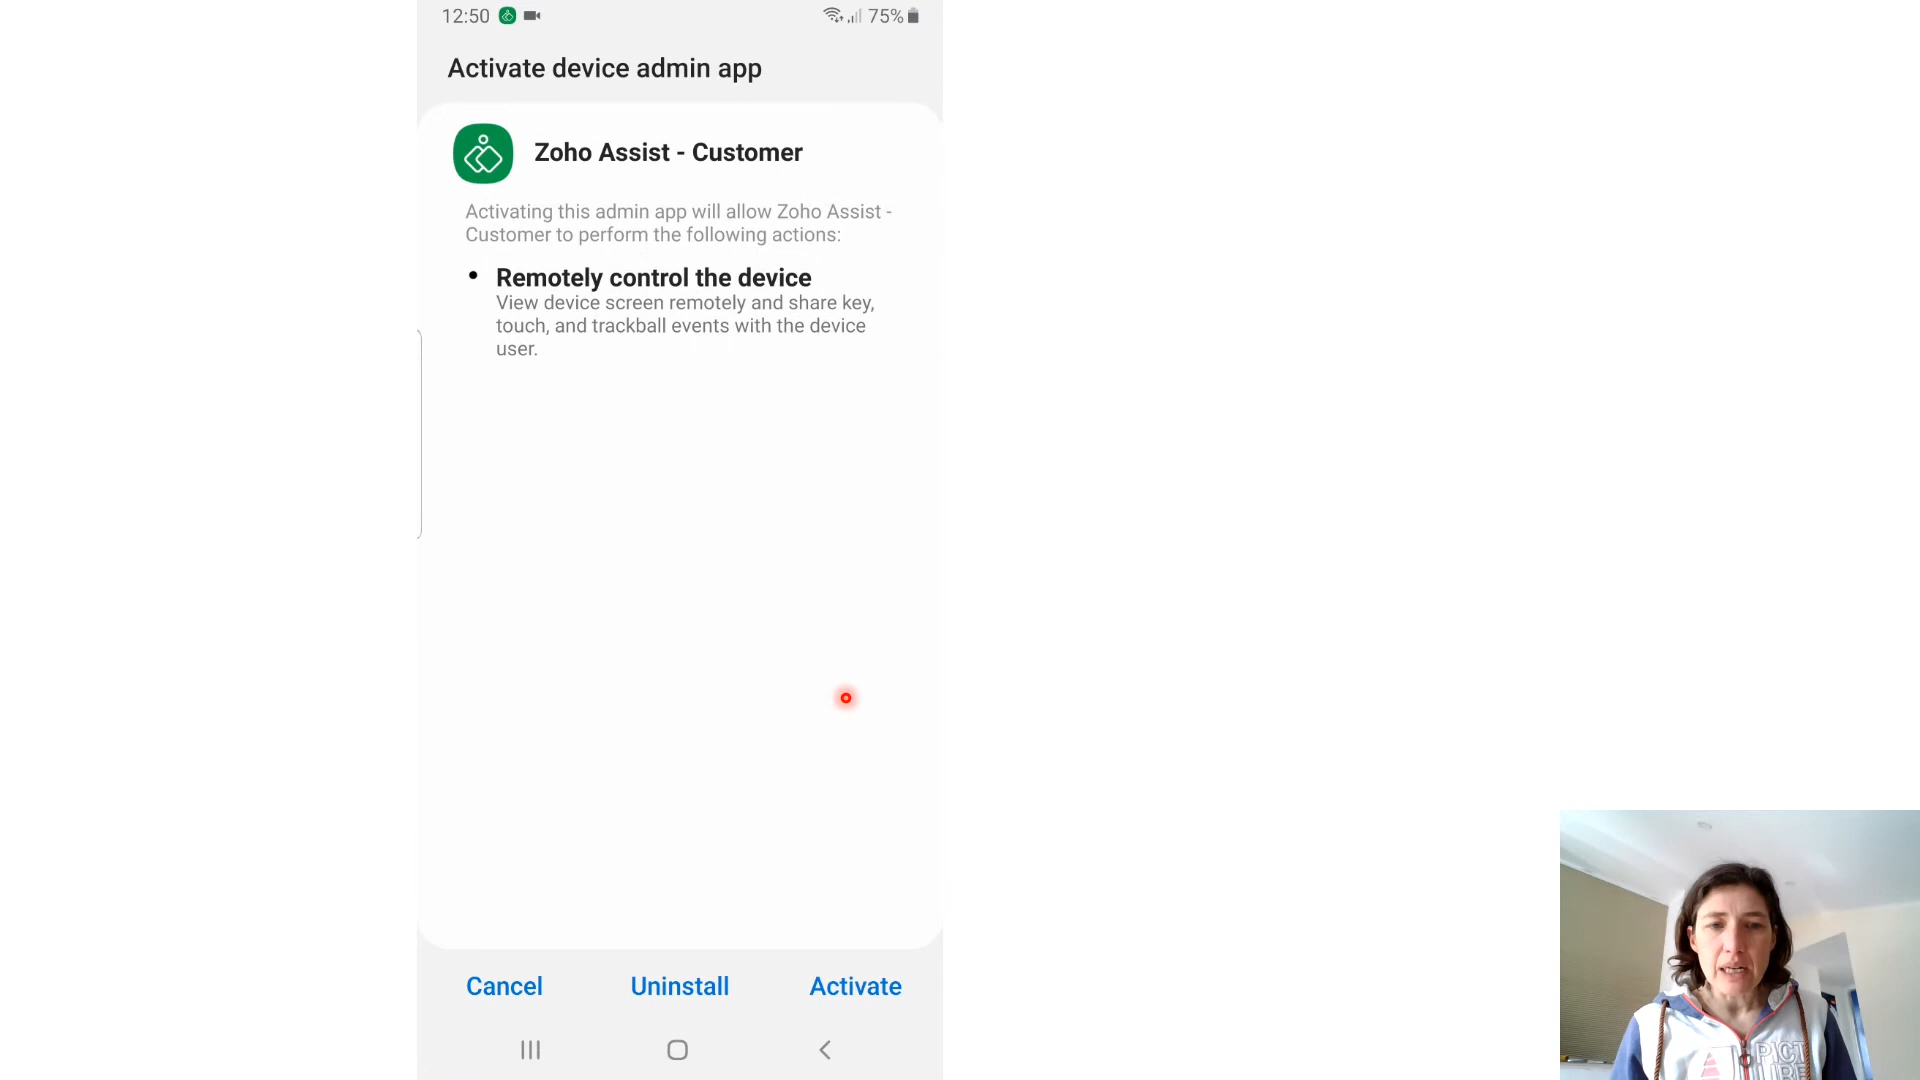 12:50
75%
Activate device admin app
Zoho Assist - Customer
Activating this admin app will allow Zoho Assist -
Customer to perform the following actions:
• Remotely control the device
View device screen remotely and share key,
touch, and trackball events with the device
user.
Cancel
Uninstall
Activate
PICT
URE